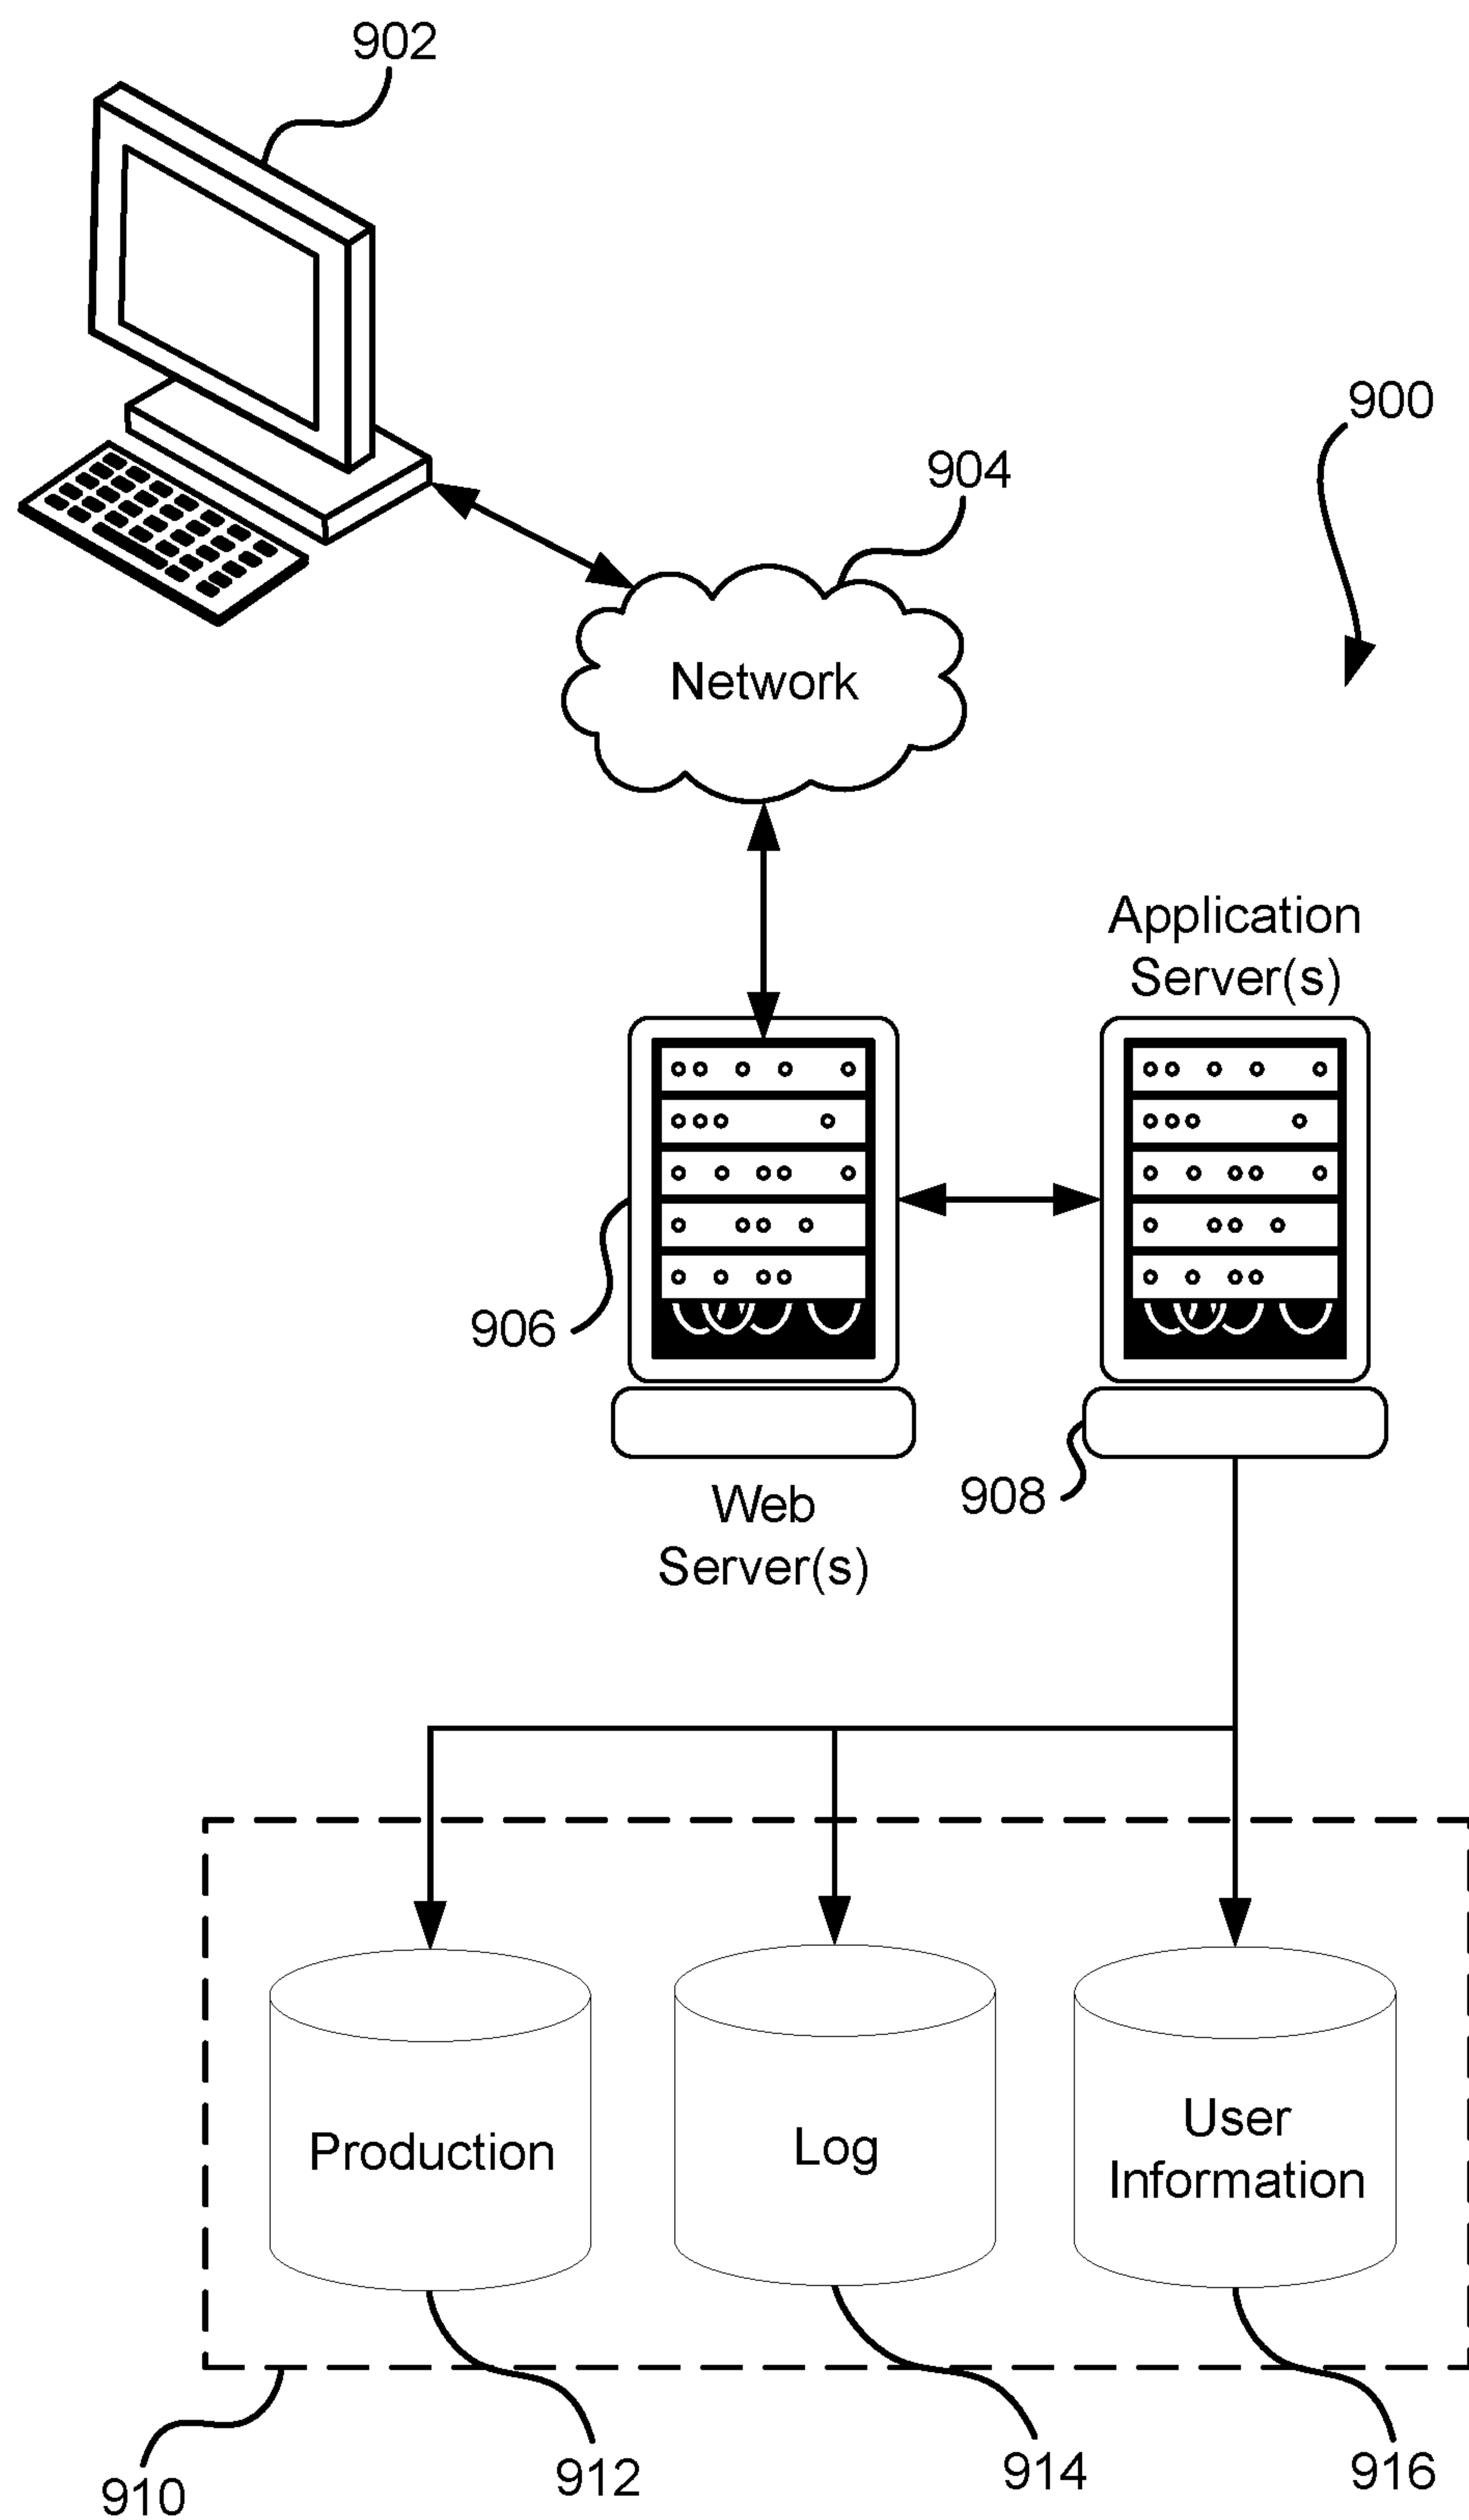 902
900
904
Network
Application
Server(s)
906
908
Web
Server(s)
Production
Log
User
Information
910
912
914
916